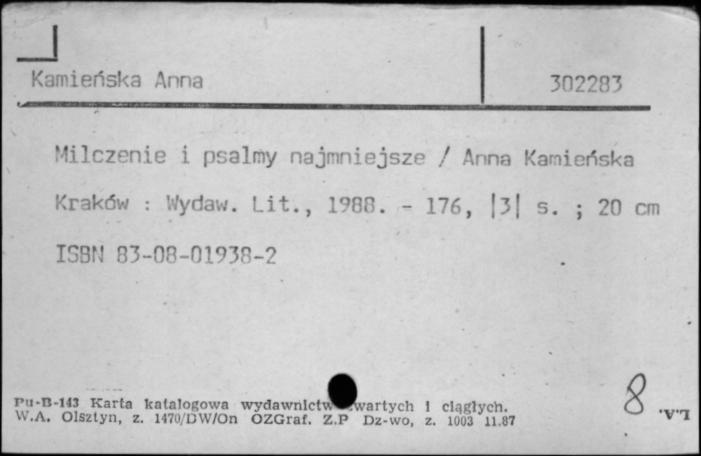 Kamieńska Anna 302283
Milczenie i psalmy najmniejsze / Anna Kamieńska
Kraków : Wydaw. Lit., 1988. - 176, |3| s. ; 20 cm
ISBN 83-08-01938-2
8
Pu-B-143 Karta katalogowa wydawnictw zwartych i ciągłych.
W.A. Olsztyn, z. 1470/DW/On OZGraf. Z.P Dz-wo, z. 1003 11.87